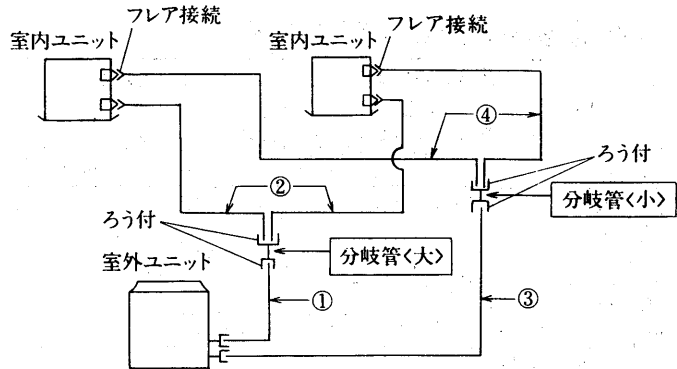 フレア接続
フレア接続
室内ユニット
室内ユニット
④
ろう付
②
ろう付
分岐管<小>
分岐管<大>
室外ユニット
①
③